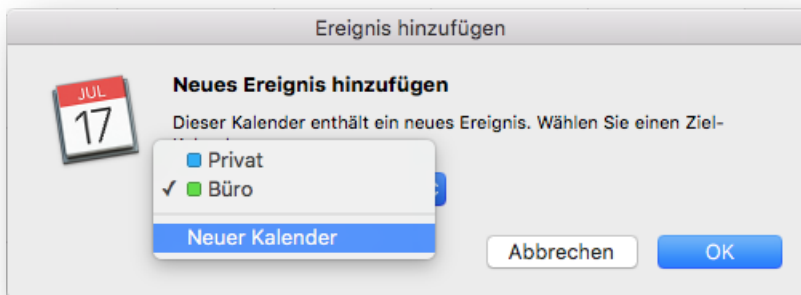 Ereignis hinzufügen
JUL
17
Neues Ereignis hinzufügen
Dieser Kalender enthält ein neues Ereignis. Wählen Sie einen Ziel-
Privat
✓ Büro
Neuer Kalender
Abbrechen
OK